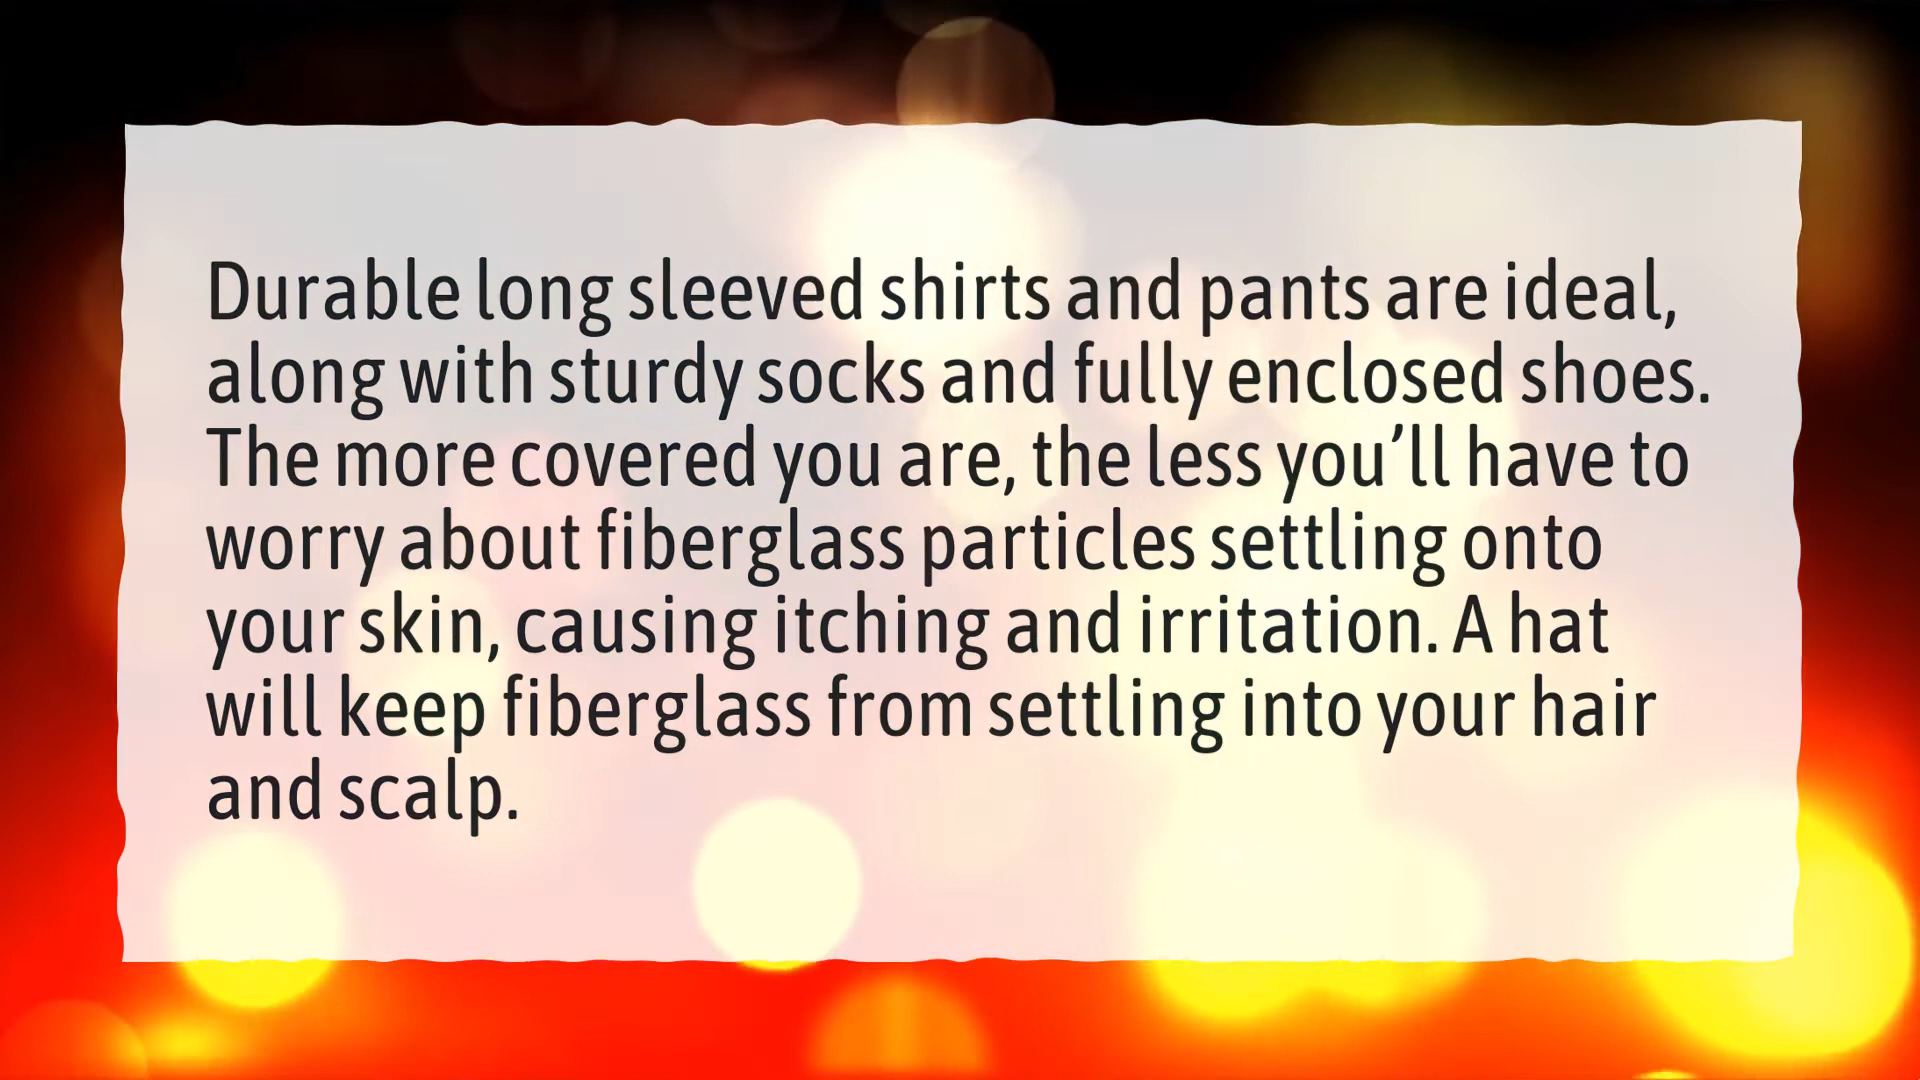 Durable long sleeved shirts and pants are ideal,
along with sturdy socks and fully enclosed shoes.
The more covered you are, the less you’ll have to
worry about fiberglass particles settling onto
your skin, causing itching and irritation. A hat
will keep fiberglass from settling into your hair
and scalp.